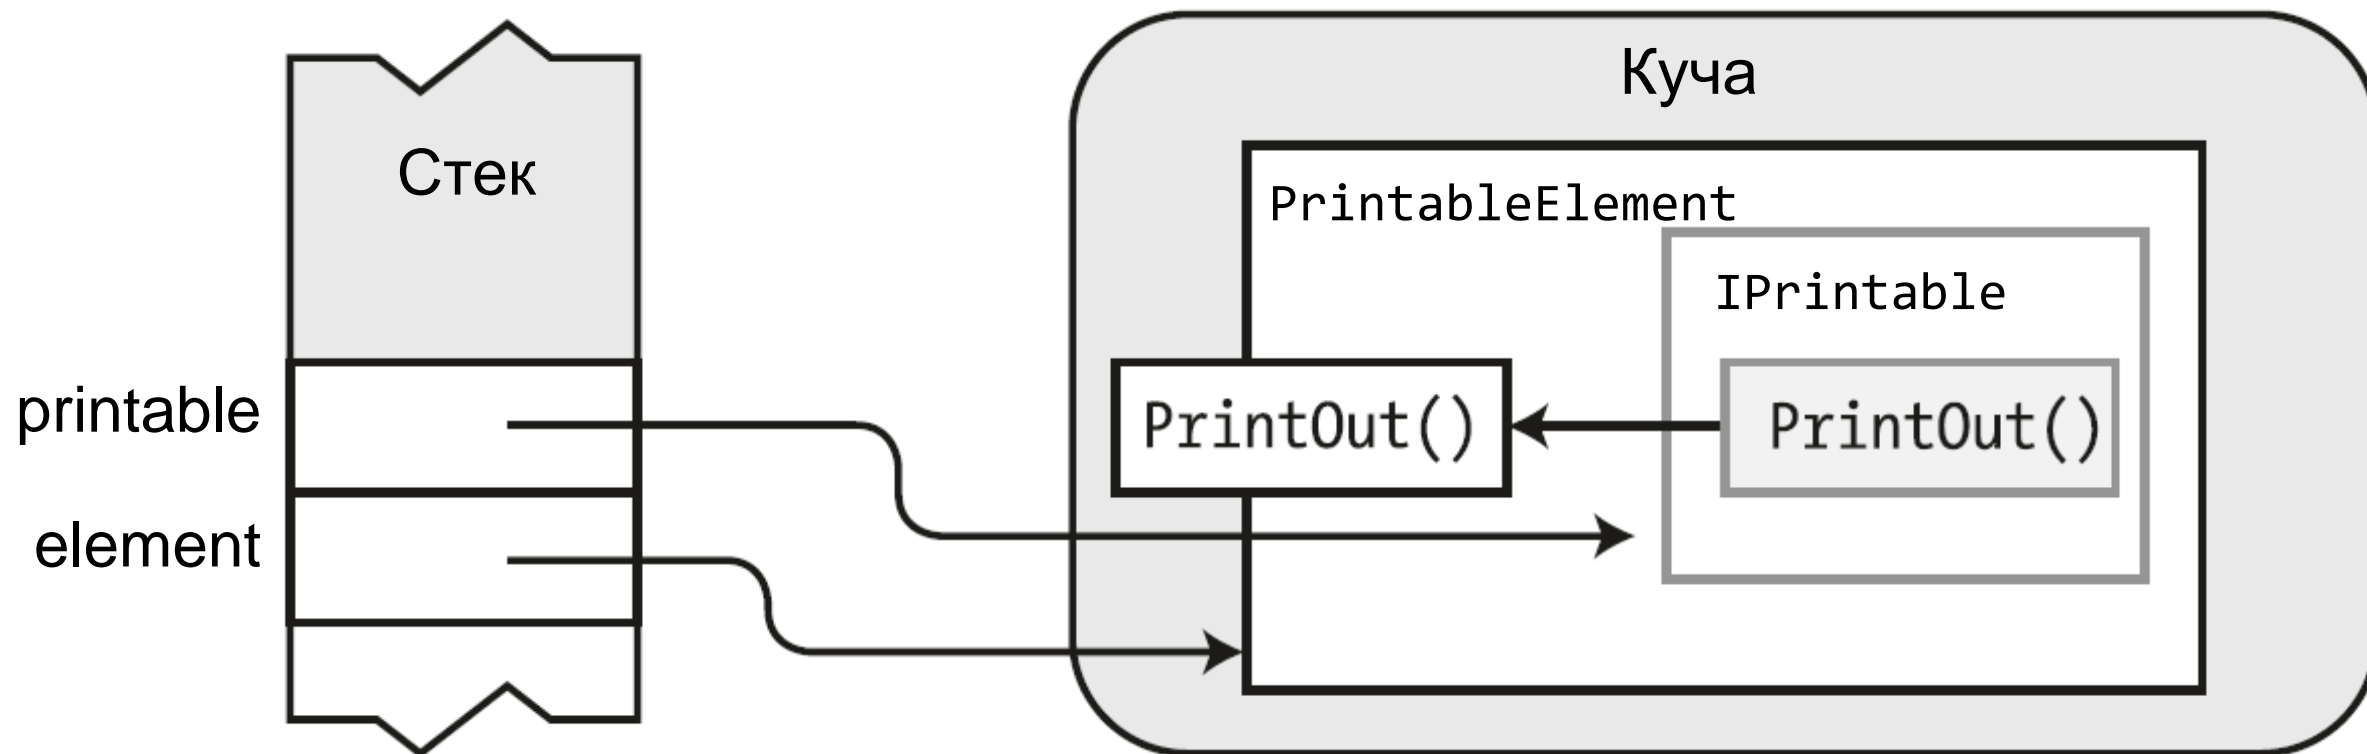 Куча
Стек
PrintableElement
IPrintable
printable
PrintOut()
PrintOut()
element